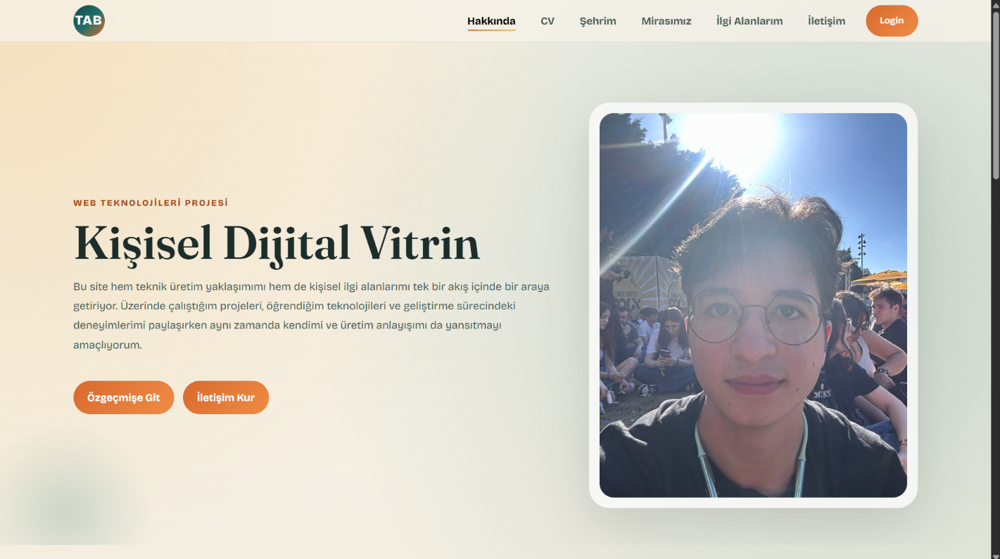 TAB
Hakkında
CV
Şehrim
Mirasımız
İlgi Alanlarım
İletişim
Login
WEB TEKNOLOJİLERİ PROJESİ
Kişisel Dijital Vitrin
Bu site hem teknik üretim yaklaşımımı hem de kişisel ilgi alanlarımı tek bir akış içinde bir araya
getiriyor. Üzerinde çalıştığım projeleri, öğrendiğim teknolojileri ve geliştirme sürecindeki
deneyimlerimi paylaşırken aynı zamanda kendimi ve üretim anlayışımı da yansıtmayı
amaçlıyorum.
Özgeçmişe Git
İletişim Kur